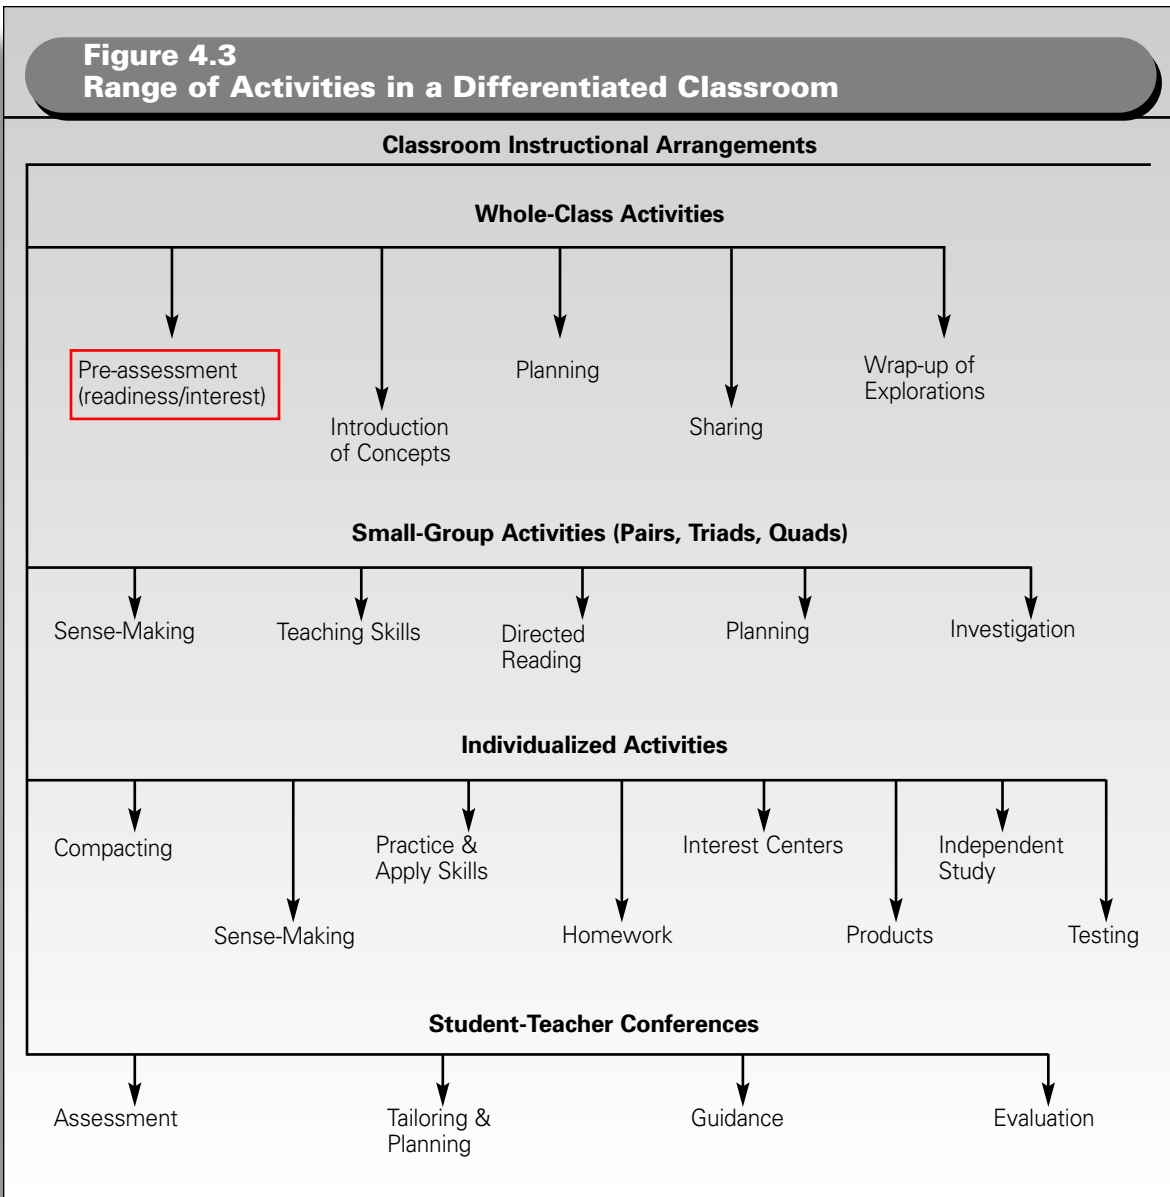 Figure 4.3
Range of Activities in a Differentiated Classroom
Classroom Instructional Arrangements
Whole-Class Activities
Pre-assessment
(readiness/interest)
Introduction
of Concepts
Planning
Sharing
Wrap-up of
Explorations
Small-Group Activities (Pairs, Triads, Quads)
Sense-Making
Teaching Skills
Directed
Reading
Planning
Investigation
Individualized Activities
Compacting
Sense-Making
Practice &
Apply Skills
Homework
Interest Centers
Products
Independent
Study
Testing
Student-Teacher Conferences
Assessment
Tailoring &
Planning
Guidance
Evaluation